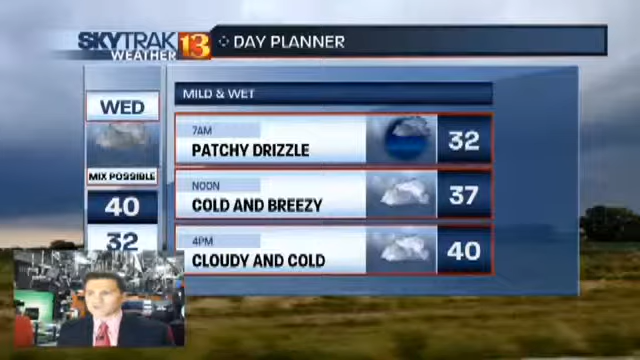 SKYTRAK 13
WEATHER
DAY PLANNER
WED
MIX POSSIBLE
40
32
MILD & WET
7AM
PATCHY DRIZZLE
32
NOON
COLD AND BREEZY
37
4PM
CLOUDY AND COLD
40